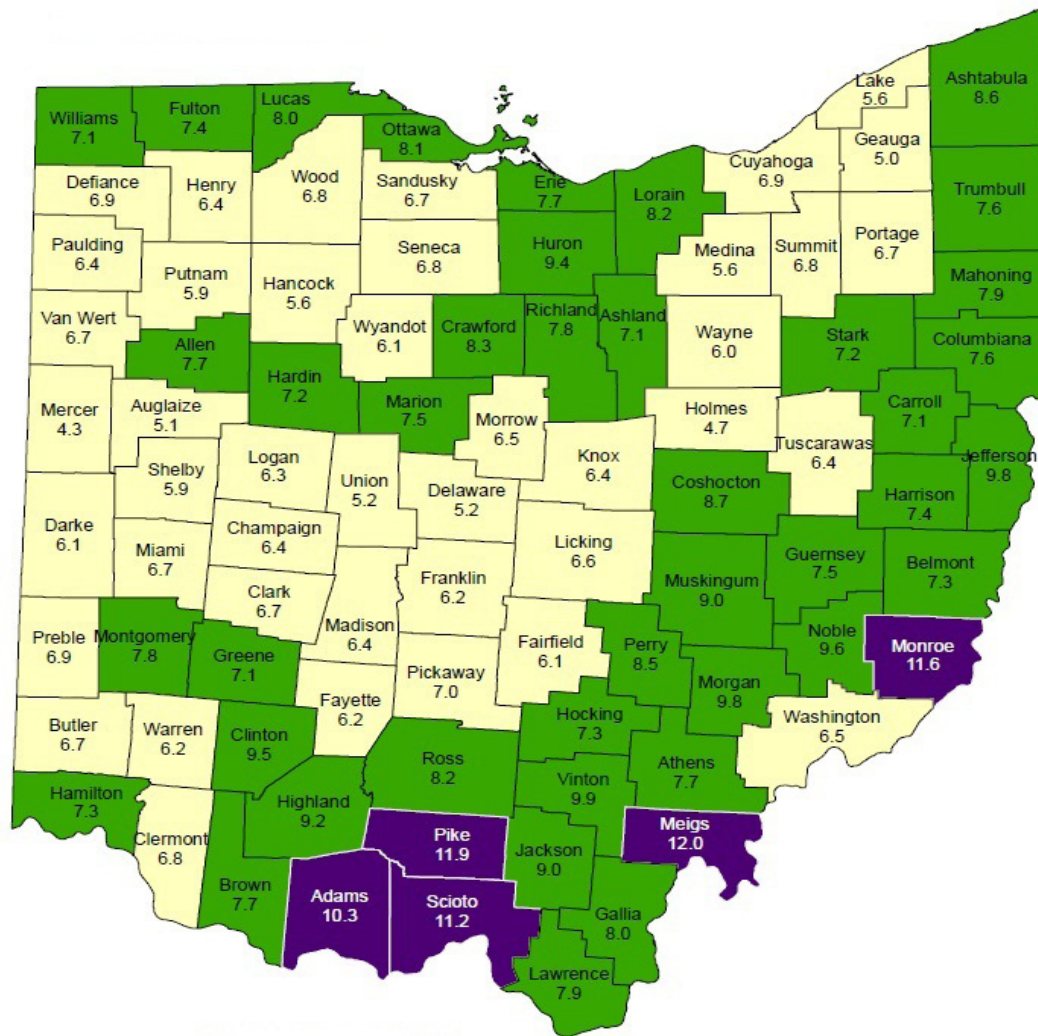 Lake
5.6
Ashtabula
8.6
Williams
7.1
Fulton
7.4
Lucas
8.0
Ottawa
8.1
Geauga
5.0
Cuyahoga
6.9
Defiance
6.9
Henry
6.4
Wood
6.8
Sandusky
6.7
Erie
7.7
Lorain
8.2
Trumbull
7.6
Paulding
6.4
Putnam
5.9
Hancock
5.6
Seneca
6.8
Huron
9.4
Medina
5.6
Summit
6.8
Portage
6.7
Mahoning
7.9
Van Wert
6.7
Allen
7.7
Wyandot
6.1
Crawford
8.3
Richland
7.8
Ashland
7.1
Wayne
6.0
Stark
7.2
Columbiana
7.6
Mercer
4.3
Auglaize
5.1
Hardin
7.2
Marion
7.5
Morrow
6.5
Holmes
4.7
Tuscarawas
6.4
Carroll
7.1
Jefferson
9.8
Shelby
5.9
Logan
6.3
Union
5.2
Delaware
5.2
Knox
6.4
Coshocton
8.7
Harrison
7.4
Darke
6.1
Miami
6.7
Champaign
6.4
Licking
6.6
Guernsey
7.5
Belmont
7.3
Clark
6.7
Madison
6.4
Franklin
6.2
Muskingum
9.0
Preble
6.9
Montgomery
7.8
Greene
7.1
Pickaway
7.0
Fairfield
6.1
Perry
8.5
Noble
9.6
Monroe
11.6
Morgan
9.8
Fayette
6.2
Butler
6.7
Warren
6.2
Clinton
9.5
Hocking
7.3
Washington
6.5
Ross
8.2
Athens
7.7
Vinton
9.9
Hamilton
7.3
Highland
9.2
Clermont
6.8
Pike
11.9
Jackson
9.0
Meigs
12.0
Brown
7.7
Adams
10.3
Scioto
11.2
Gallia
8.0
Lawrence
7.9